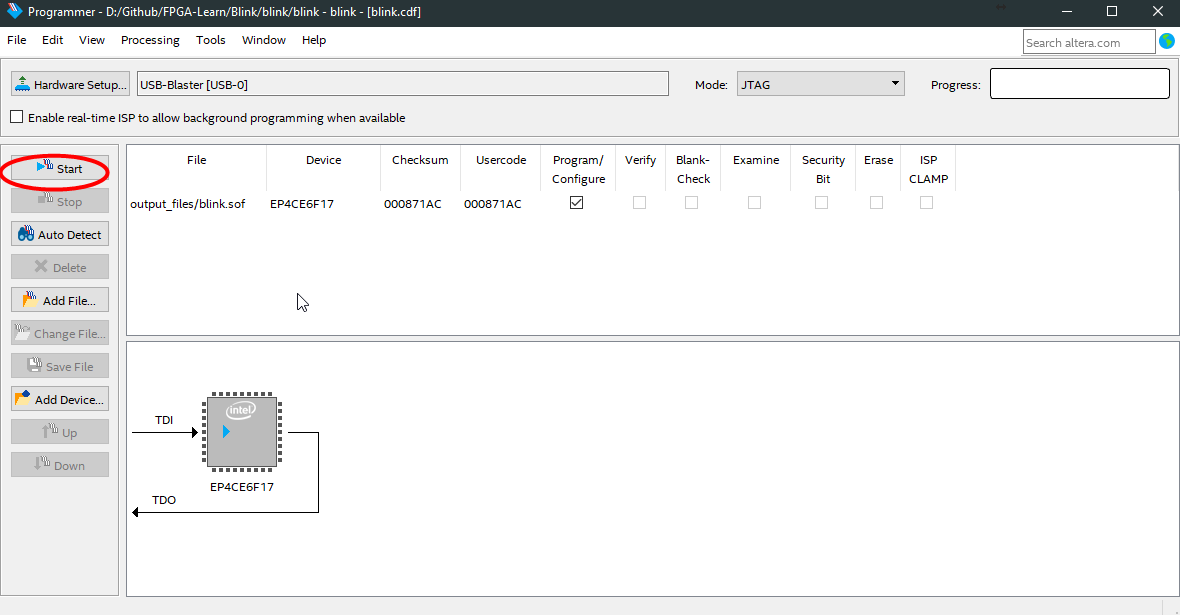 Programmer - D:/Github/FPGA-Learn/Blink/blink/blink - blink - [blink.cdf]
File Edit View Processing Tools Window Help
Search altera.com
Hardware Setup... USB-Blaster [USB-0] Mode: JTAG Progress:
Enable real-time ISP to allow background programming when available
Start
Stop
Auto Detect
Delete
Add File...
Change File...
Save File
Add Device...
Up
Down
File Device Checksum Usercode Program/ Verify Blank- Examine Security Erase ISP
Configure Check Bit CLAMP
output_files/blink.sof EP4CE6F17 000871AC 000871AC
intel
TDI
EP4CE6F17
TDO